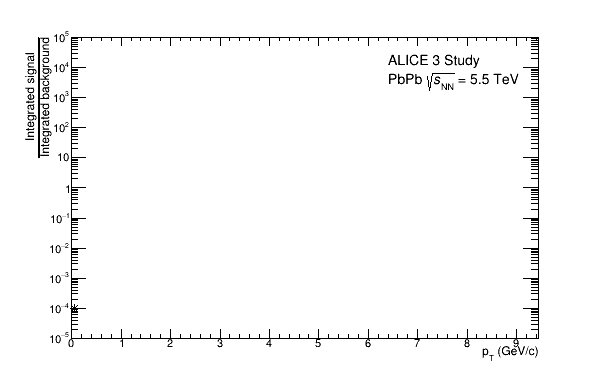 Integrated signal
Integrated background
10⁵
10⁴
10³
10²
10
1
10⁻¹
10⁻²
10⁻³
10⁻⁴
10⁻⁵
ALICE 3 Study
PbPb √s_NN = 5.5 TeV
0 1 2 3 4 5 6 7 8 9
p_T (GeV/c)